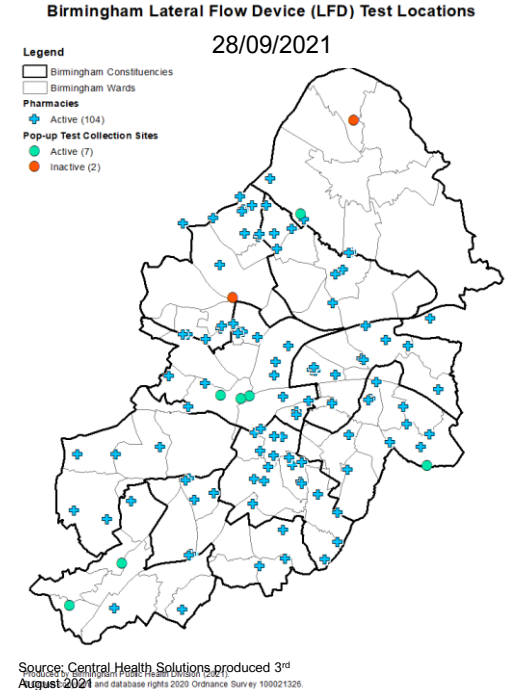 Birmingham Lateral Flow Device (LFD) Test Locations
28/09/2021
Legend
Birmingham Constituencies
Birmingham Wards
Pharmacies
Active (104)
Pop-up Test Collection Sites
Active (7)
Inactive (2)
Source: Central Health Solutions produced 3rd
Produced by Birmingham Public Health Division (2021).
August 2021
and database rights 2020 Ordnance Survey 100021326.